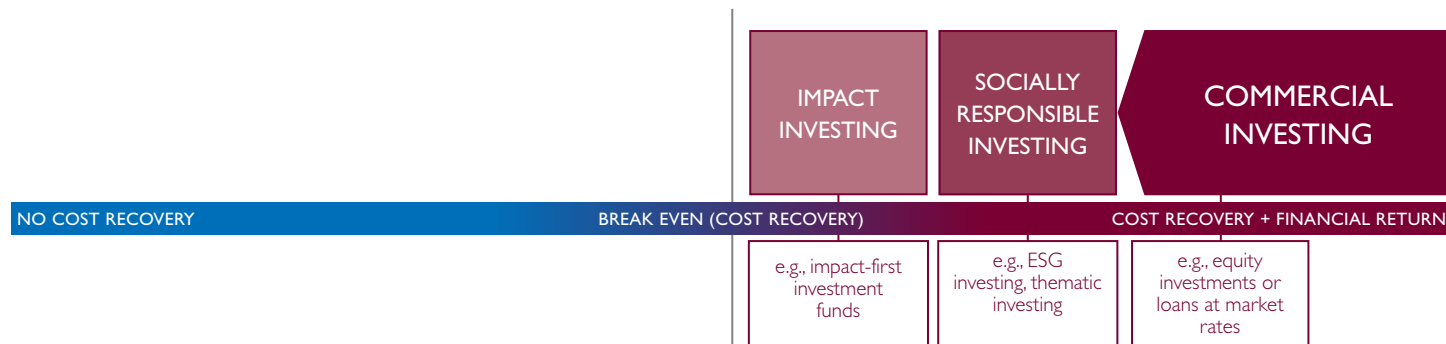 IMPACT
INVESTING
SOCIALLY
RESPONSIBLE
INVESTING
COMMERCIAL
INVESTING
NO COST RECOVERY
BREAK EVEN (COST RECOVERY)
COST RECOVERY + FINANCIAL RETURN
e.g., impact-first
investment
funds
e.g., ESG
investing, thematic
investing
e.g., equity
investments or
loans at market
rates